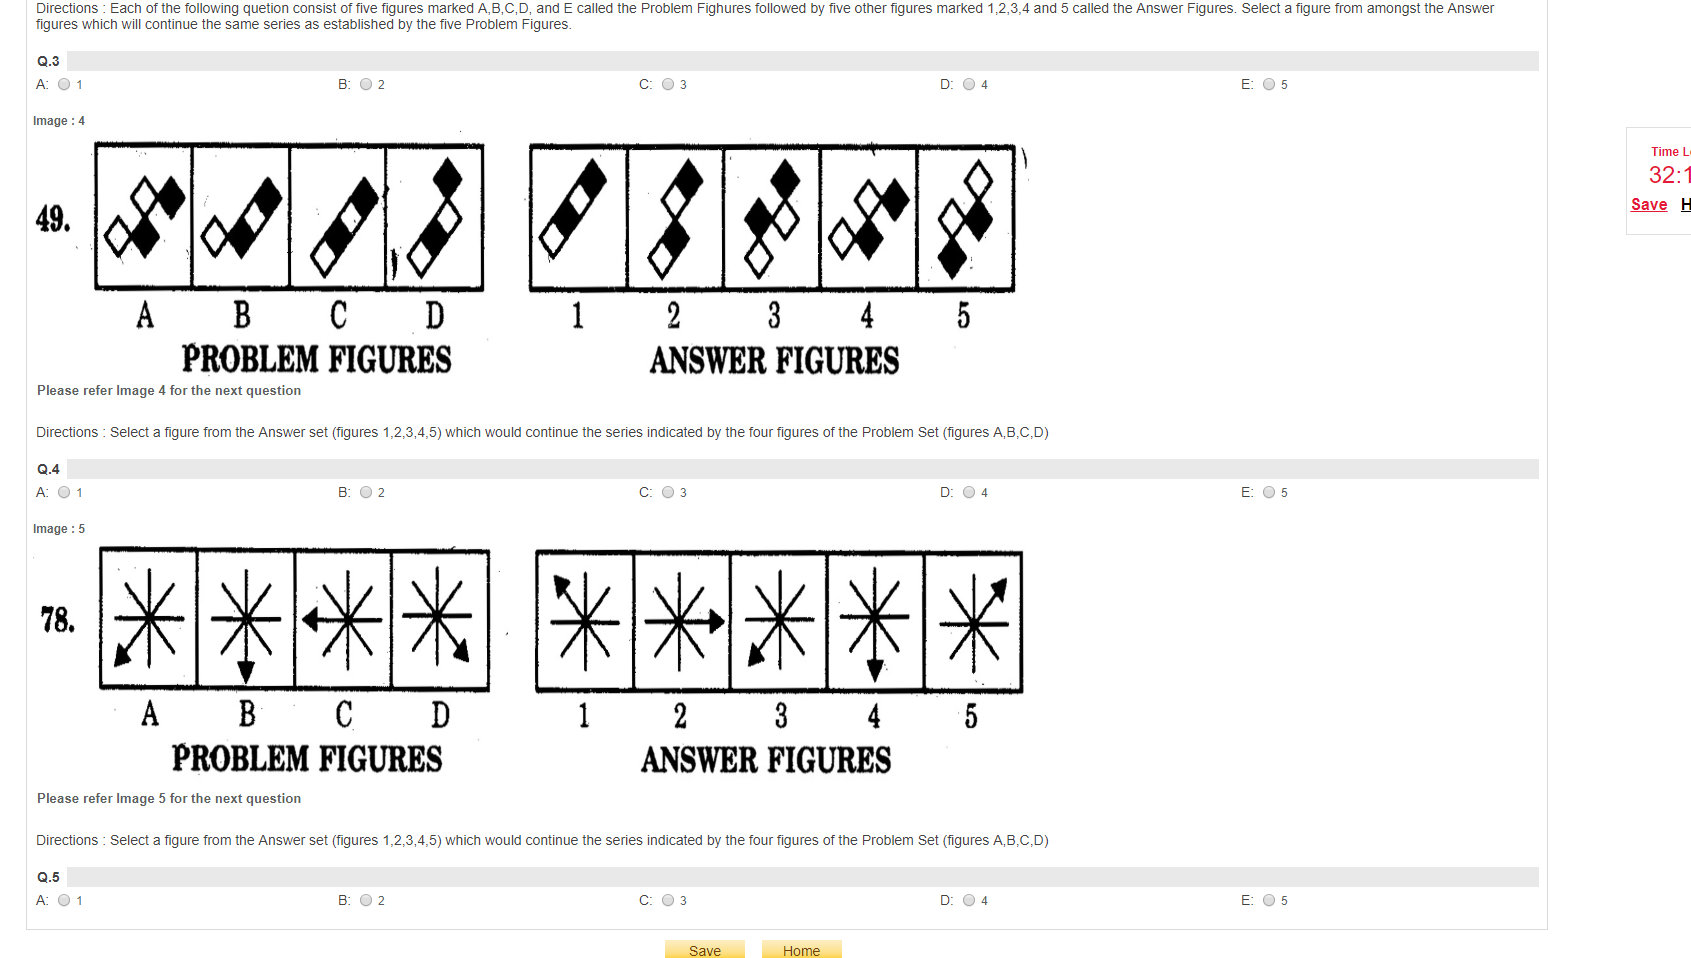 Directions : Each of the following quetion consist of five figures marked A,B,C,D, and E called the Problem Fighures followed by five other figures marked 1,2,3,4 and 5 called the Answer Figures. Select a figure from amongst the Answer
figures which will continue the same series as established by the five Problem Figures.
Q.3
A: 1 B: 2 C: 3 D: 4 E: 5
Image : 4
49.
A B C D 1 2 3 4 5
PROBLEM FIGURES ANSWER FIGURES
Please refer Image 4 for the next question
Directions : Select a figure from the Answer set (figures 1,2,3,4,5) which would continue the series indicated by the four figures of the Problem Set (figures A,B,C,D)
Q.4
A: 1 B: 2 C: 3 D: 4 E: 5
Image : 5
78.
A B C D 1 2 3 4 5
PROBLEM FIGURES ANSWER FIGURES
Please refer Image 5 for the next question
Directions : Select a figure from the Answer set (figures 1,2,3,4,5) which would continue the series indicated by the four figures of the Problem Set (figures A,B,C,D)
Q.5
A: 1 B: 2 C: 3 D: 4 E: 5
Save Home
Time L
32:1
Save H